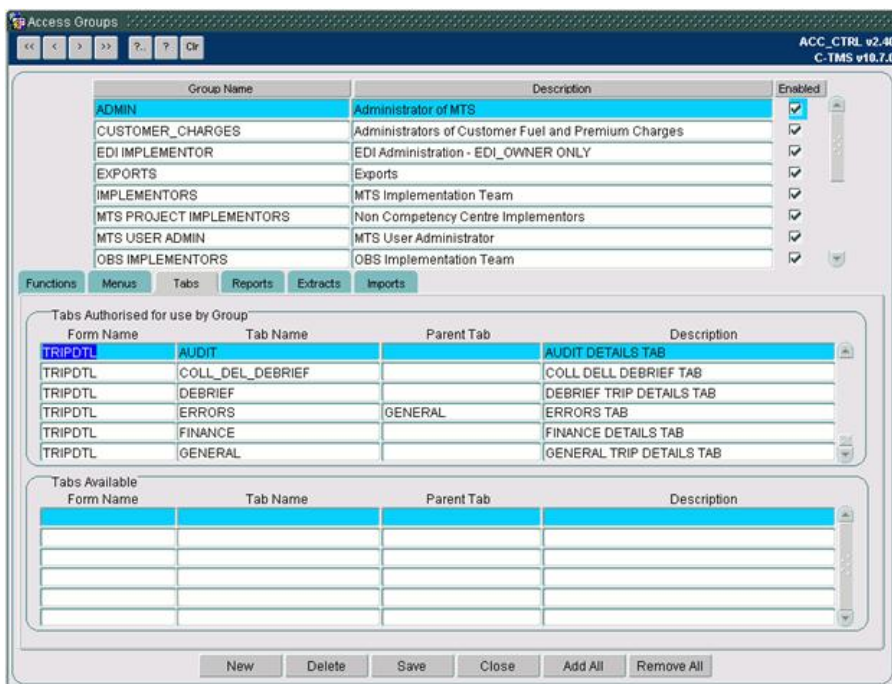 Access Groups
<< < > >> ?.. ? Clr ACC_CTRL v2.40
C-TMS v10.7.0
Group Name Description Enabled
ADMIN Administrator of MTS
CUSTOMER_CHARGES Administrators of Customer Fuel and Premium Charges
EDI IMPLEMENTOR EDI Administration - EDI_OWNER ONLY
EXPORTS Exports
IMPLEMENTORS MTS Implementation Team
MTS PROJECT IMPLEMENTORS Non Competency Centre Implementors
MTS USER ADMIN MTS User Administrator
OBS IMPLEMENTORS OBS Implementation Team
Functions Menus Tabs Reports Extracts Imports
Tabs Authorised for use by Group
Form Name Tab Name Parent Tab Description
TRIPDTL AUDIT AUDIT DETAILS TAB
TRIPDTL COLL_DEL_DEBRIEF COLL DELL DEBRIEF TAB
TRIPDTL DEBRIEF DEBRIEF TRIP DETAILS TAB
TRIPDTL ERRORS GENERAL ERRORS TAB
TRIPDTL FINANCE FINANCE DETAILS TAB
TRIPDTL GENERAL GENERAL TRIP DETAILS TAB
Tabs Available
Form Name Tab Name Parent Tab Description
New Delete Save Close Add All Remove All